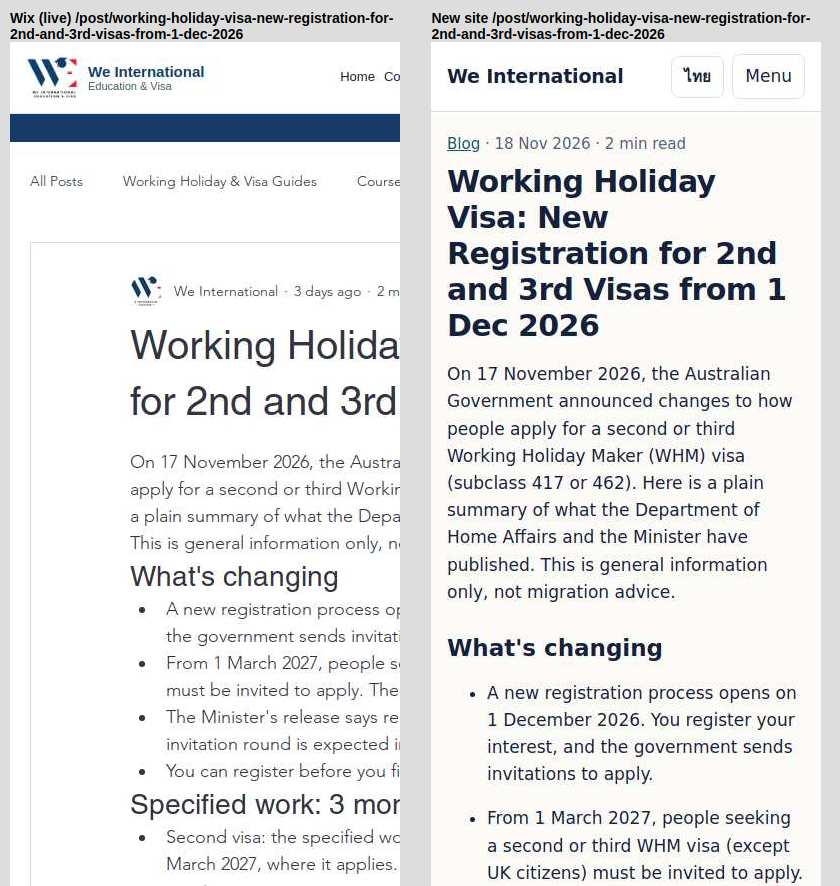 Wix (live) /post/working-holiday-visa-new-registration-for-
2nd-and-3rd-visas-from-1-dec-2026
We International
Education & Visa
Home Co
All Posts Working Holiday & Visa Guides Course
We International · 3 days ago · 2 m
Working Holida
for 2nd and 3rd
On 17 November 2026, the Austra
apply for a second or third Workin
a plain summary of what the Depa
This is general information only, no
What's changing
A new registration process op
the government sends invitati
From 1 March 2027, people se
must be invited to apply. The
The Minister's release says re
invitation round is expected i
You can register before you fi
Specified work: 3 mon
Second visa: the specified wo
March 2027, where it applies.
New site /post/working-holiday-visa-new-registration-for-
2nd-and-3rd-visas-from-1-dec-2026
We International
ไทย
Menu
Blog · 18 Nov 2026 · 2 min read
Working Holiday
Visa: New
Registration for 2nd
and 3rd Visas from 1
Dec 2026
On 17 November 2026, the Australian
Government announced changes to how
people apply for a second or third
Working Holiday Maker (WHM) visa
(subclass 417 or 462). Here is a plain
summary of what the Department of
Home Affairs and the Minister have
published. This is general information
only, not migration advice.
What's changing
A new registration process opens on
1 December 2026. You register your
interest, and the government sends
invitations to apply.
From 1 March 2027, people seeking
a second or third WHM visa (except
UK citizens) must be invited to apply.